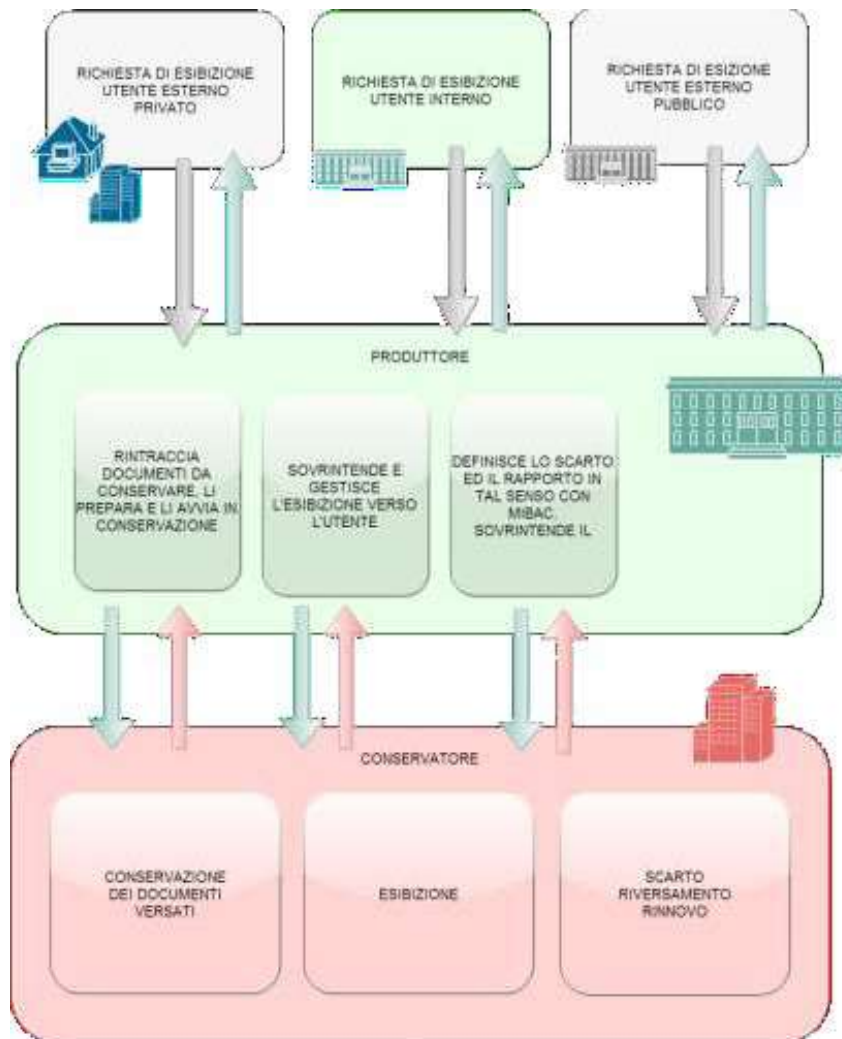 RICHIESTA DI ESIBIZIONE
UTENTE ESTERNO
PRIVATO
RICHIESTA DI ESIBIZIONE
UTENTE INTERNO
RICHIESTA DI ESIZIONE
UTENTE ESTERNO
PUBBLICO
PRODUTTORE
RINTRACCIA
DOCUMENTI DA
CONSERVARE, LI
PREPARA E LI AVVIA IN
CONSERVAZIONE
SOVRINTENDE E
GESTISCE
L'ESIBIZIONE VERSO
L'UTENTE
DEFINISCE LO SCARTO
ED IL RAPPORTO IN
TAL SENSO CON
MIBAC.
SOVRINTENDE IL
CONSERVATORE
CONSERVAZIONE
DEI DOCUMENTI
VERSATI
ESIBIZIONE
SCARTO
RIVERSAMENTO
RINNOVO